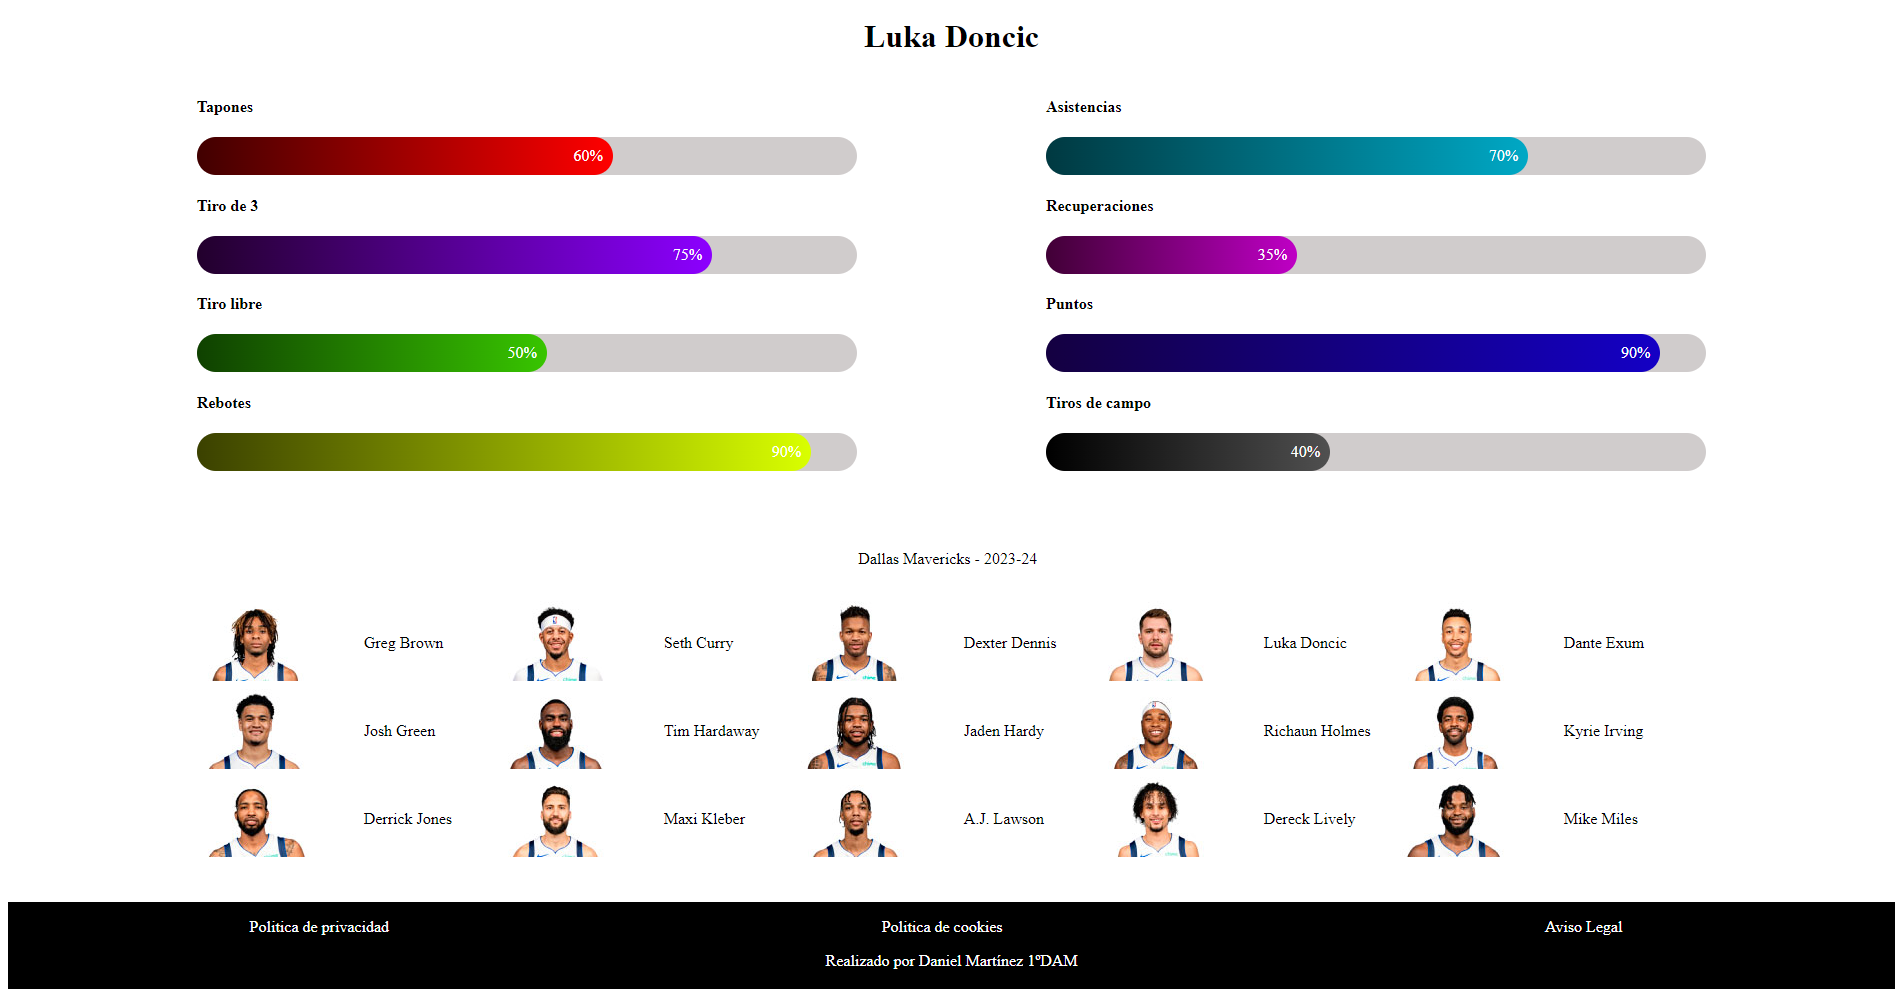 Luka Doncic
Tapones
60%
Tiro de 3
75%
Tiro libre
50%
Rebotes
90%
Asistencias
70%
Recuperaciones
35%
Puntos
90%
Tiros de campo
40%
Dallas Mavericks - 2023-24
Greg Brown
Seth Curry
Dexter Dennis
Luka Doncic
Dante Exum
Josh Green
Tim Hardaway
Jaden Hardy
Richaun Holmes
Kyrie Irving
Derrick Jones
Maxi Kleber
A.J. Lawson
Dereck Lively
Mike Miles
Politica de privacidad
Politica de cookies
Aviso Legal
Realizado por Daniel Martínez 1ºDAM